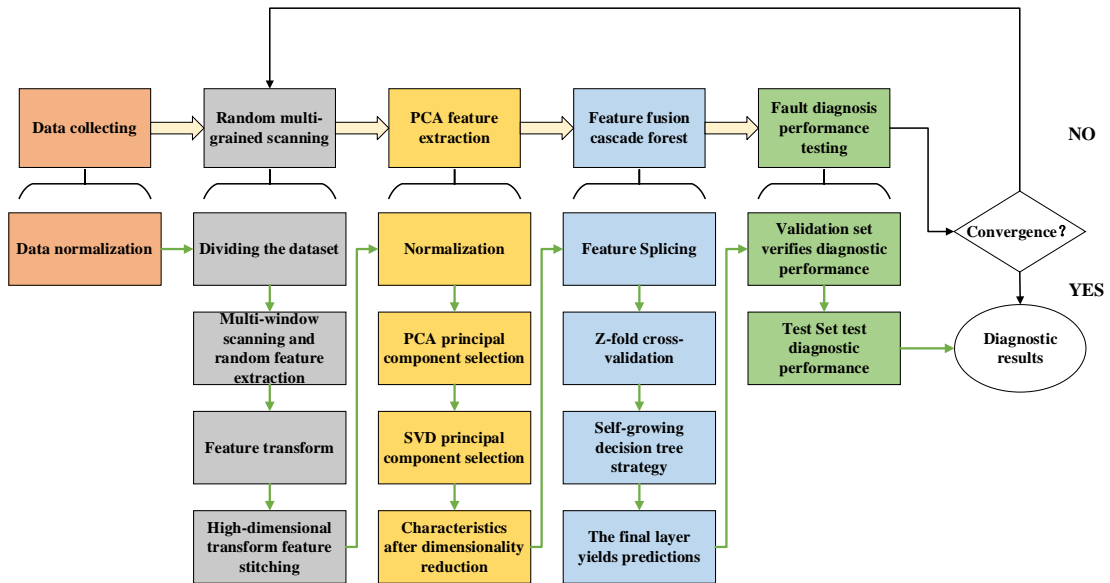 Data collecting
Random multi-
grained scanning
PCA feature
extraction
Feature fusion
cascade forest
Fault diagnosis
performance
testing
NO
Data normalization
Dividing the dataset
Normalization
Feature Splicing
Validation set
verifies diagnostic
performance
Convergence？
YES
Multi-window
scanning and
random feature
extraction
PCA principal
component selection
Z-fold cross-
validation
Test Set test
diagnostic
performance
Diagnostic
results
Feature transform
SVD principal
component selection
Self-growing
decision tree
strategy
High-dimensional
transform feature
stitching
Characteristics
after dimensionality
reduction
The final layer
yields predictions